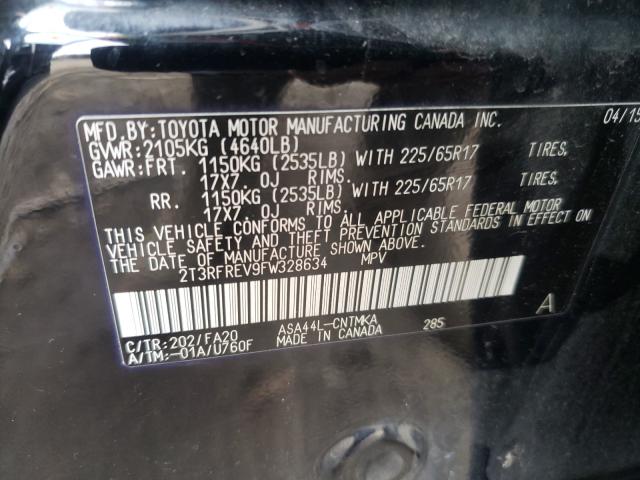 MFD.BY:TOYOTA MOTOR MANUFACTURING CANADA INC. 04/15
GVWR:2105KG (4640LB)
GAWR:FRT. 1150KG (2535LB) WITH 225/65R17 TIRES,
17X7.0J RIMS,
RR. 1150KG (2535LB) WITH 225/65R17 TIRES,
17X7.0J RIMS,
THIS VEHICLE CONFORMS TO ALL APPLICABLE FEDERAL MOTOR
VEHICLE SAFETY AND THEFT PREVENTION STANDARDS IN EFFECT ON
THE DATE OF MANUFACTURE SHOWN ABOVE.
2T3RFREV9FW328634 MPV
A
C/TR:202/FA20 ASA44L-CNTMKA 285
A/TM:-01A/U760F MADE IN CANADA